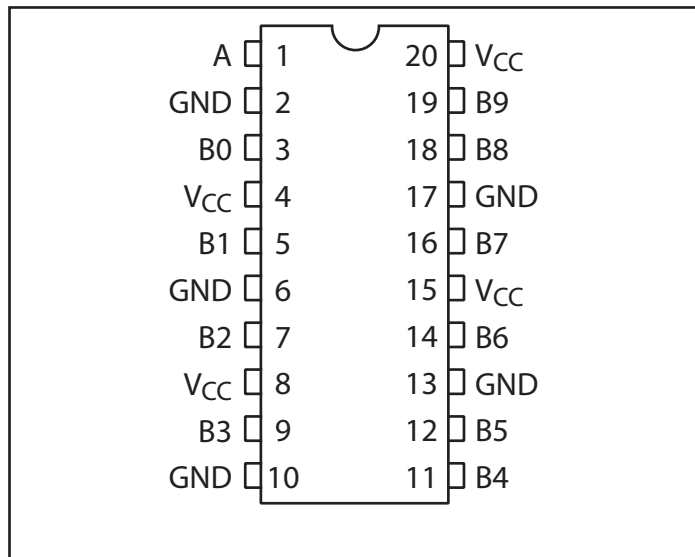 A 1 20 VCC
GND 2 19 B9
B0 3 18 B8
VCC 4 17 GND
B1 5 16 B7
GND 6 15 VCC
B2 7 14 B6
VCC 8 13 GND
B3 9 12 B5
GND 10 11 B4